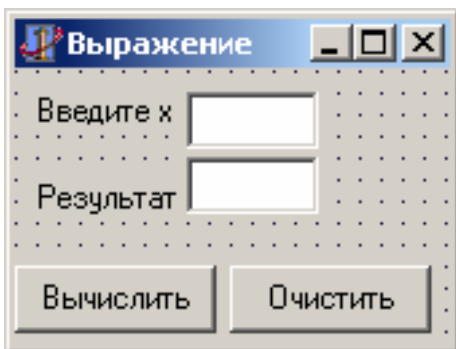 Выражение
Введите x
Результат
Вычислить Очистить